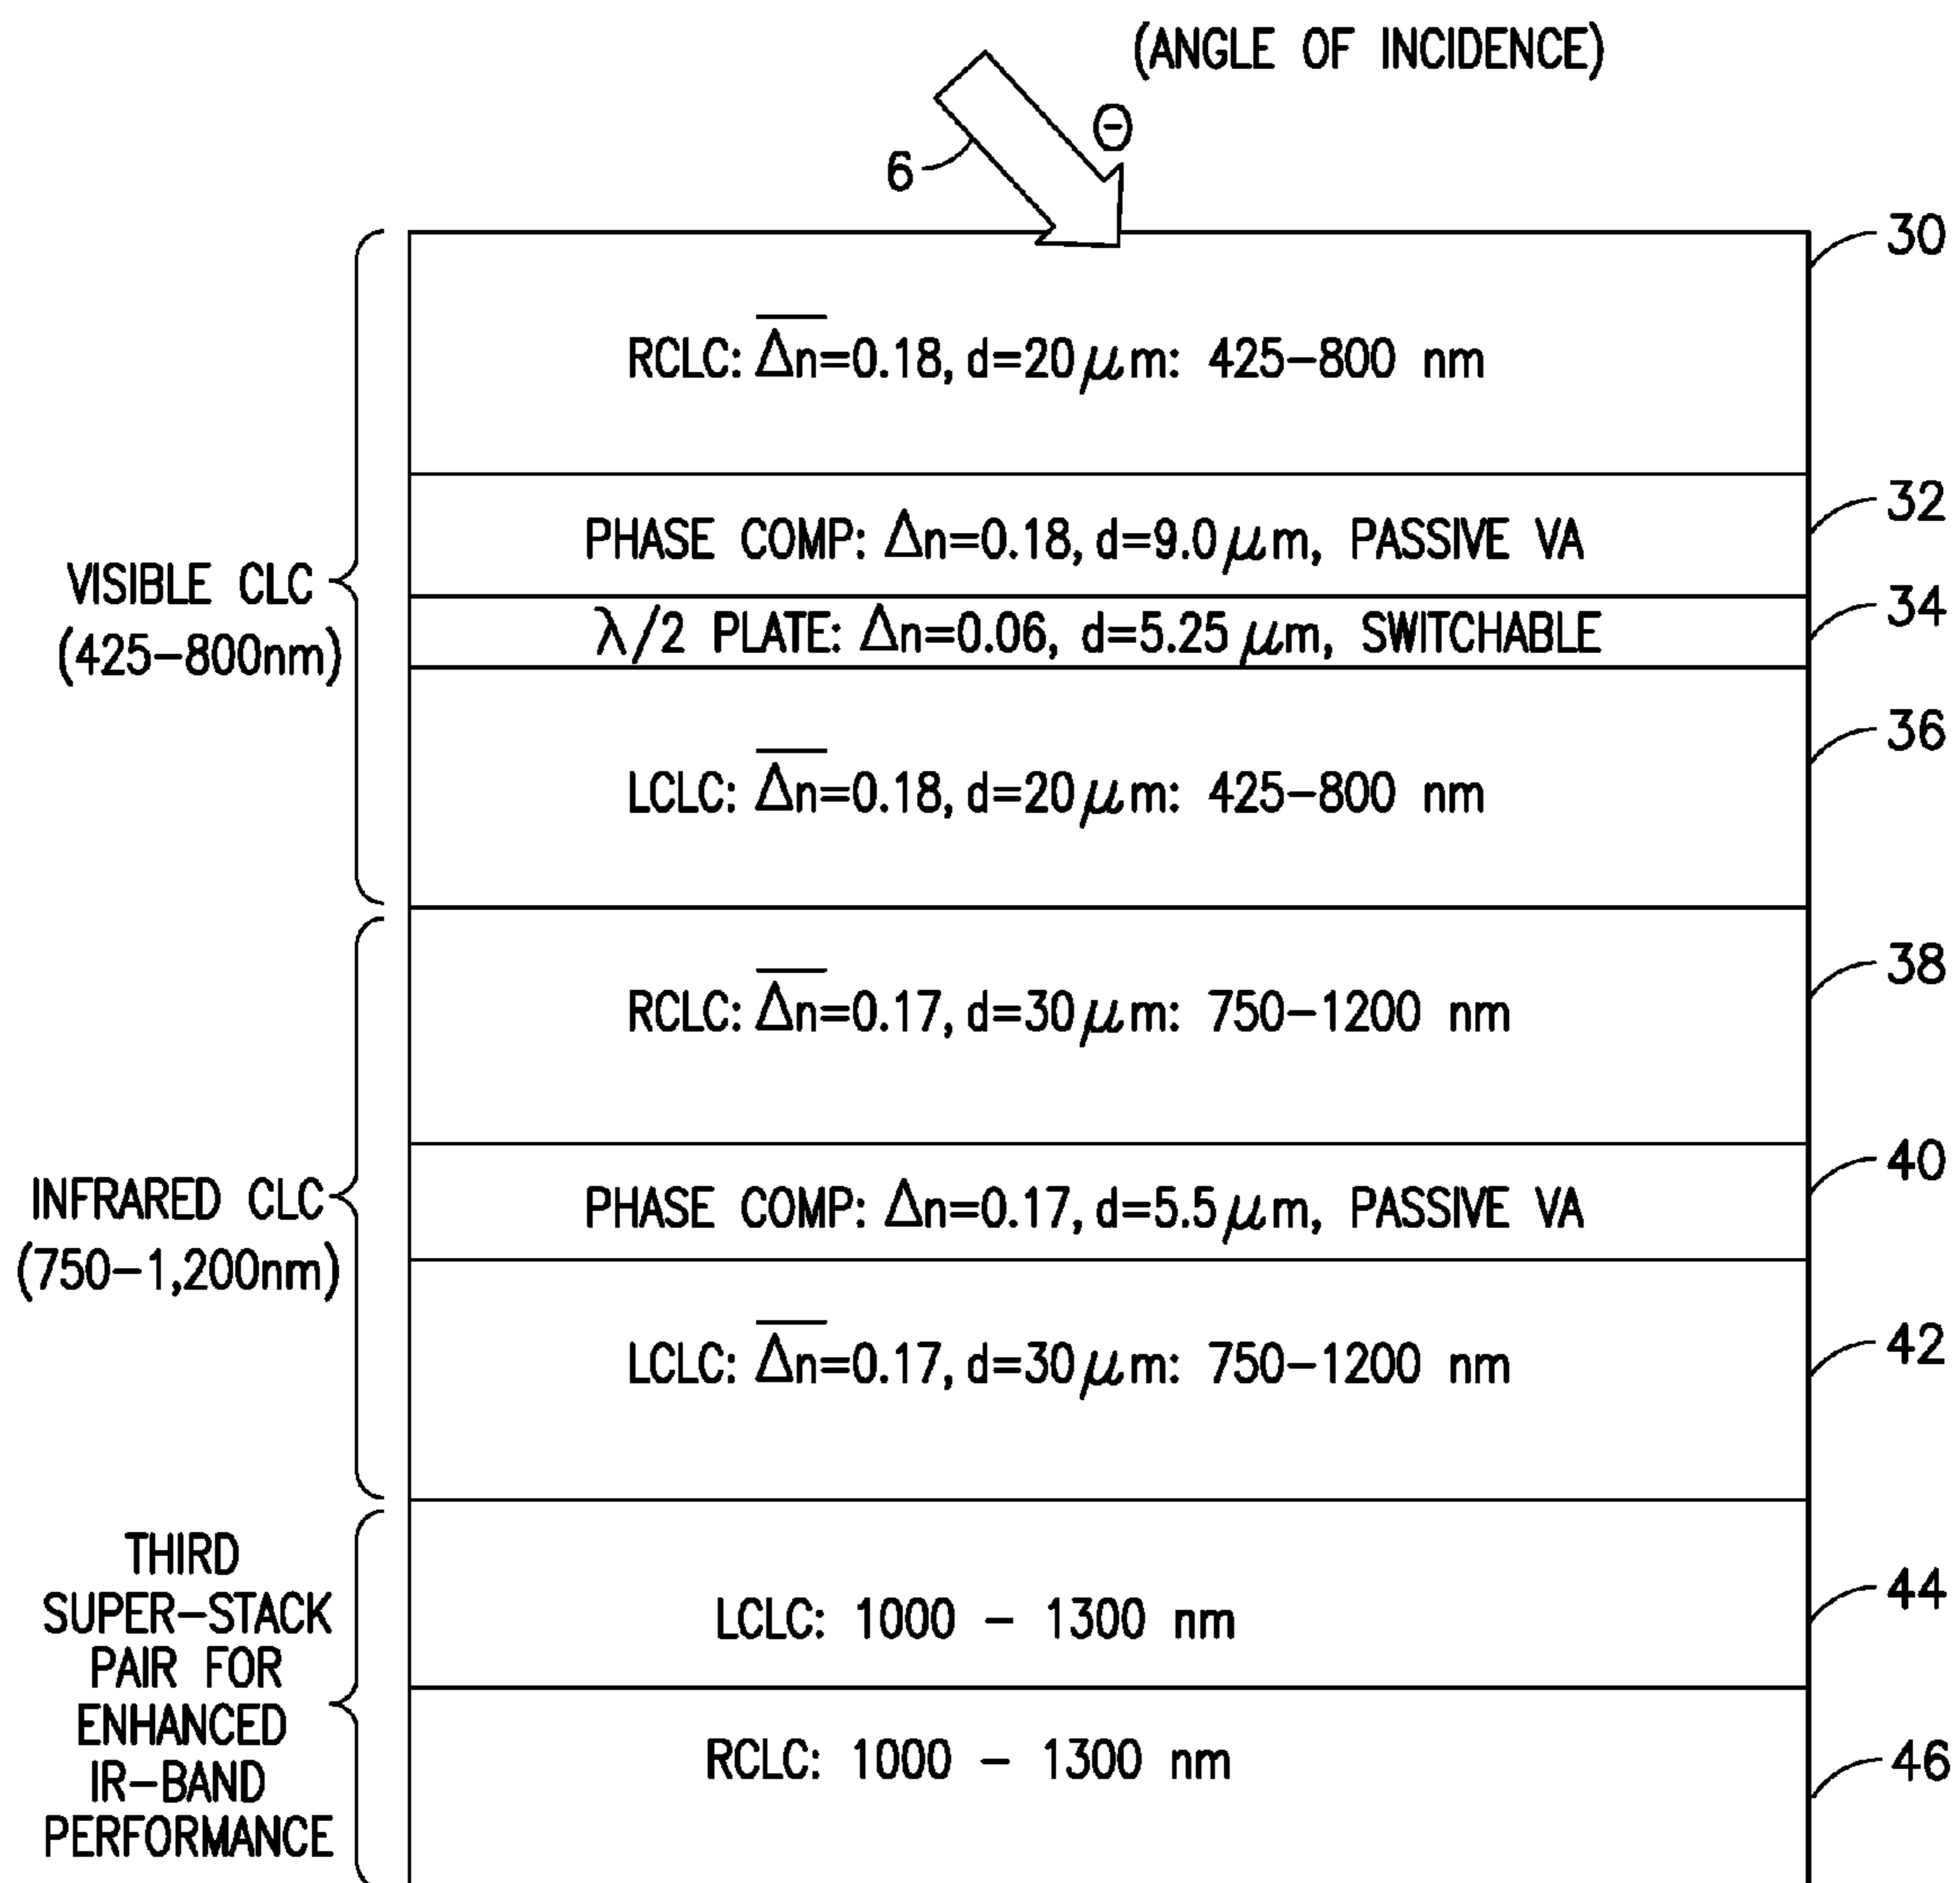 (ANGLE OF INCIDENCE)
Θ
6
30
RCLC: Δn=0.18, d=20μm: 425–800 nm
32
PHASE COMP: Δn=0.18, d=9.0μm, PASSIVE VA
VISIBLE CLC
(425–800nm)
34
λ/2 PLATE: Δn=0.06, d=5.25μm, SWITCHABLE
36
LCLC: Δn=0.18, d=20μm: 425–800 nm
38
RCLC: Δn=0.17, d=30μm: 750–1200 nm
40
INFRARED CLC
(750–1,200nm)
PHASE COMP: Δn=0.17, d=5.5μm, PASSIVE VA
42
LCLC: Δn=0.17, d=30μm: 750–1200 nm
THIRD
SUPER–STACK
PAIR FOR
ENHANCED
IR–BAND
PERFORMANCE
44
LCLC: 1000 – 1300 nm
RCLC: 1000 – 1300 nm
46